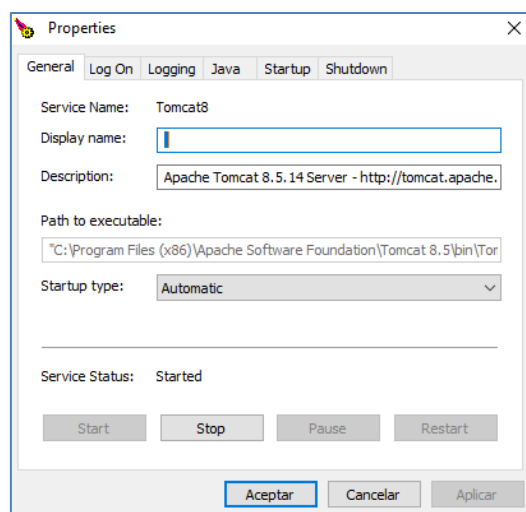 Properties
General Log On Logging Java Startup Shutdown
Service Name: Tomcat8
Display name:
Description: Apache Tomcat 8.5.14 Server - http://tomcat.apache.
Path to executable:
"C:\Program Files (x86)\Apache Software Foundation\Tomcat 8.5\bin\Tor
Startup type: Automatic
Service Status: Started
Start Stop Pause Restart
Aceptar Cancelar Aplicar